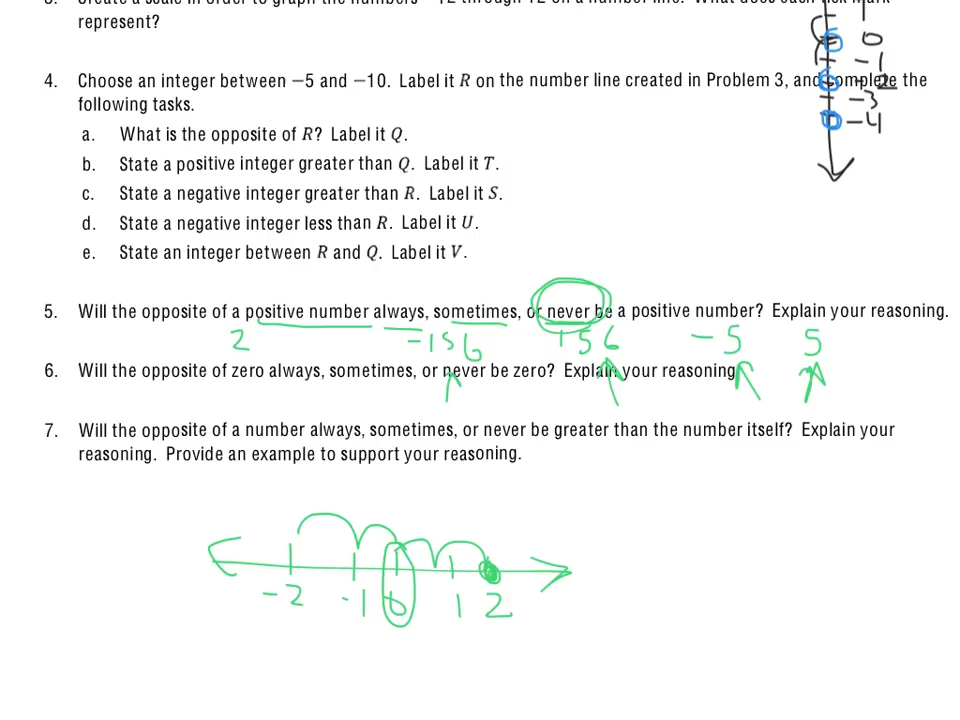 represent?
0
-1
4. Choose an integer between −5 and −10. Label it R on the number line created in Problem 3, and complete the
-2
following tasks.
-3
-4
a. What is the opposite of R? Label it Q.
b. State a positive integer greater than Q. Label it T.
c. State a negative integer greater than R. Label it S.
d. State a negative integer less than R. Label it U.
e. State an integer between R and Q. Label it V.
5. Will the opposite of a positive number always, sometimes, or never be a positive number? Explain your reasoning.
2 -156 156 -5 5
6. Will the opposite of zero always, sometimes, or never be zero? Explain your reasoning
7. Will the opposite of a number always, sometimes, or never be greater than the number itself? Explain your
reasoning. Provide an example to support your reasoning.
-2 -1 0 1 2